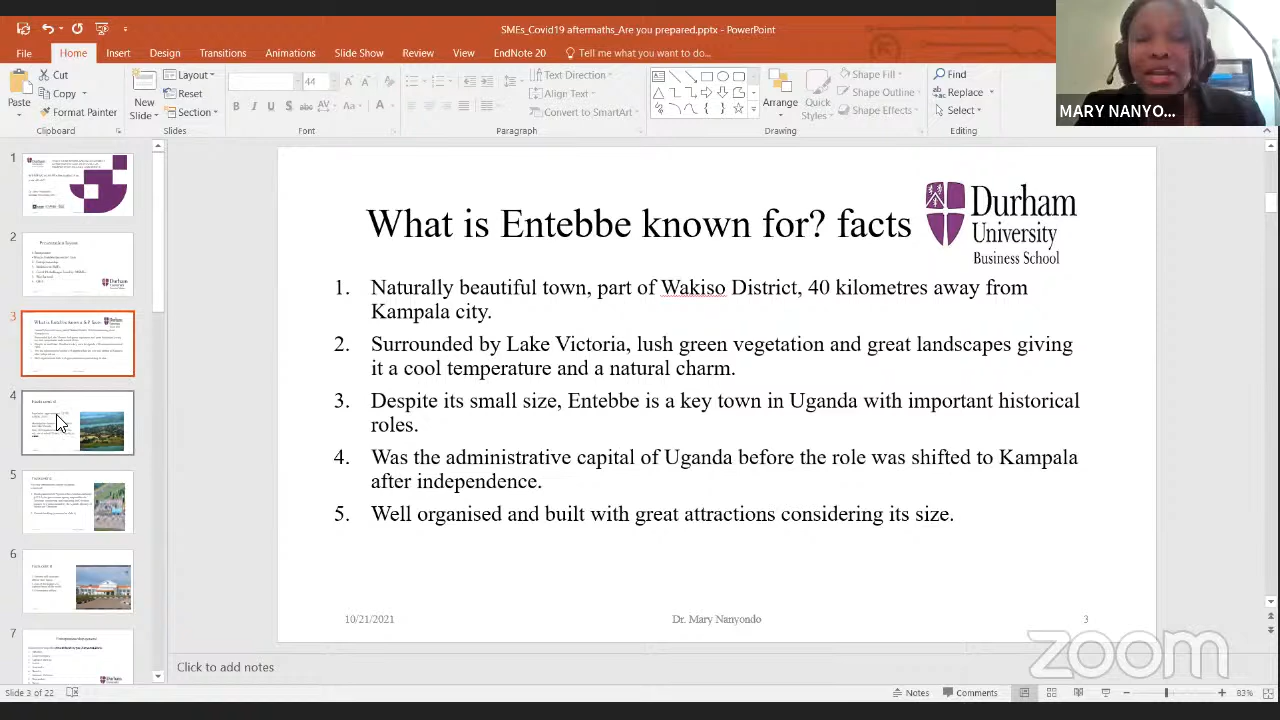 SMEs_Covid19 aftermaths_Are you prepared.pptx - PowerPoint
File Home Insert Design Transitions Animations Slide Show Review View EndNote 20 Tell me what you want to do...
Paste Cut Copy Format Painter Clipboard
New Slide Layout Reset Section Slides
44 Font
Text Direction Align Text Convert to SmartArt Paragraph
Arrange Quick Styles Shape Fill Shape Outline Shape Effects Drawing
Find Replace Select Editing
MARY NANYO...
1
2
3
4
5
6
7
What is Entebbe known for? facts
Durham
University
Business School
1. Naturally beautiful town, part of Wakiso District, 40 kilometres away from
Kampala city.
2. Surrounded by Lake Victoria, lush green vegetation and great landscapes giving
it a cool temperature and a natural charm.
3. Despite its small size, Entebbe is a key town in Uganda with important historical
roles.
4. Was the administrative capital of Uganda before the role was shifted to Kampala
after independence.
5. Well organised and built with great attractions considering its size.
10/21/2021 Dr. Mary Nanyondo 3
zoom
Click to add notes
Slide 3 of 22 Notes Comments 83%